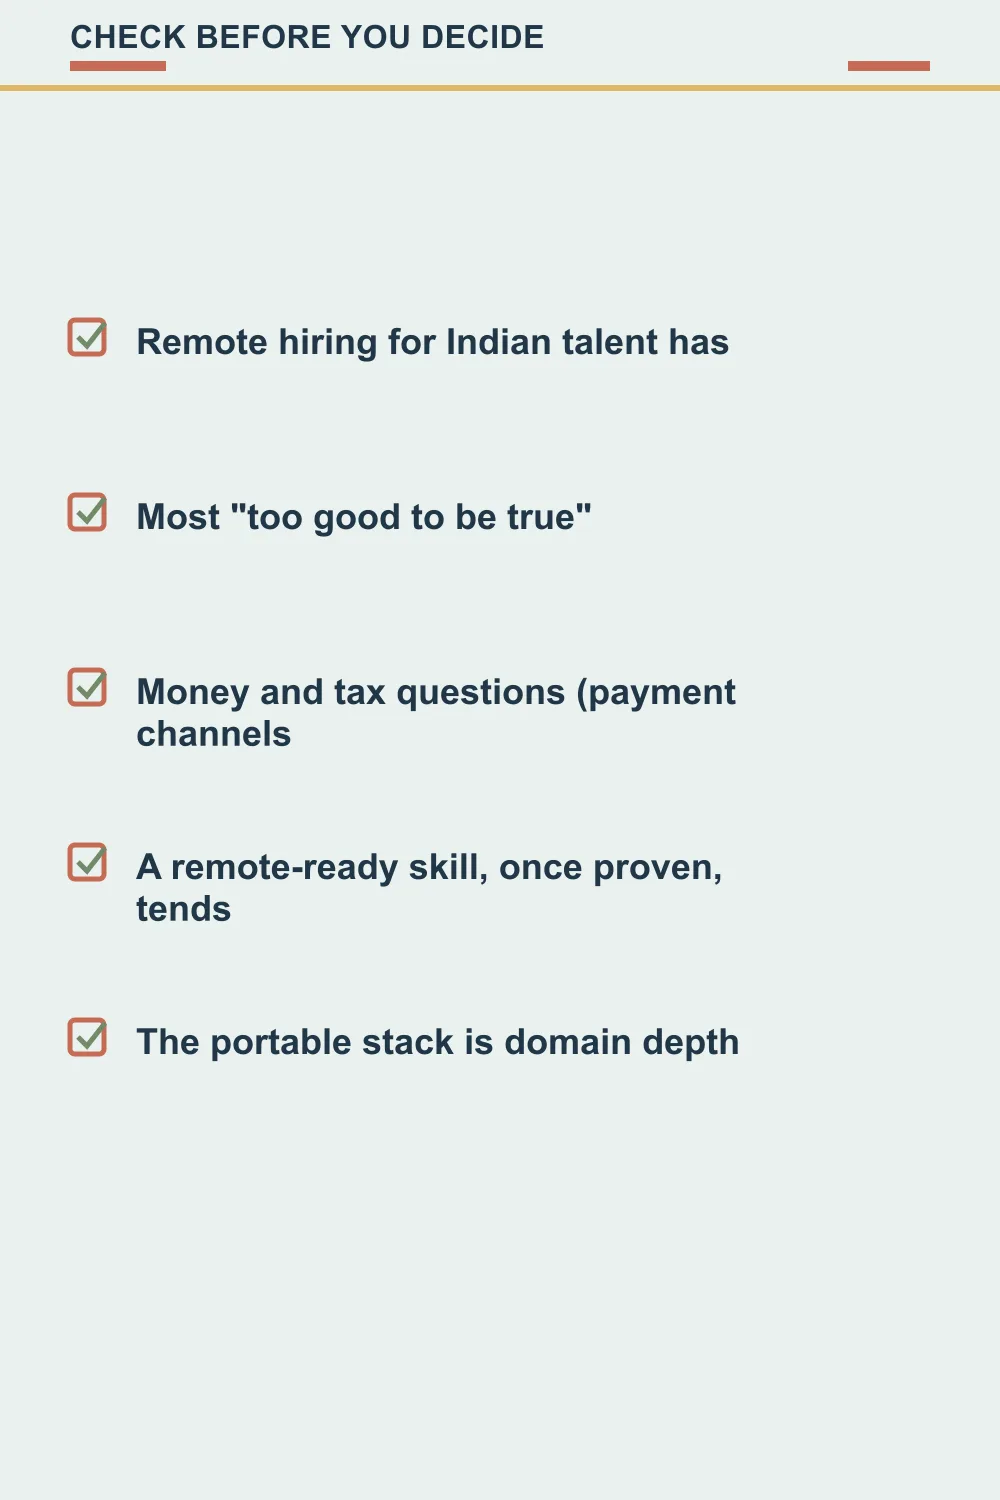 CHECK BEFORE YOU DECIDE
Remote hiring for Indian talent has
Most "too good to be true"
Money and tax questions (payment
channels
A remote-ready skill, once proven,
tends
The portable stack is domain depth